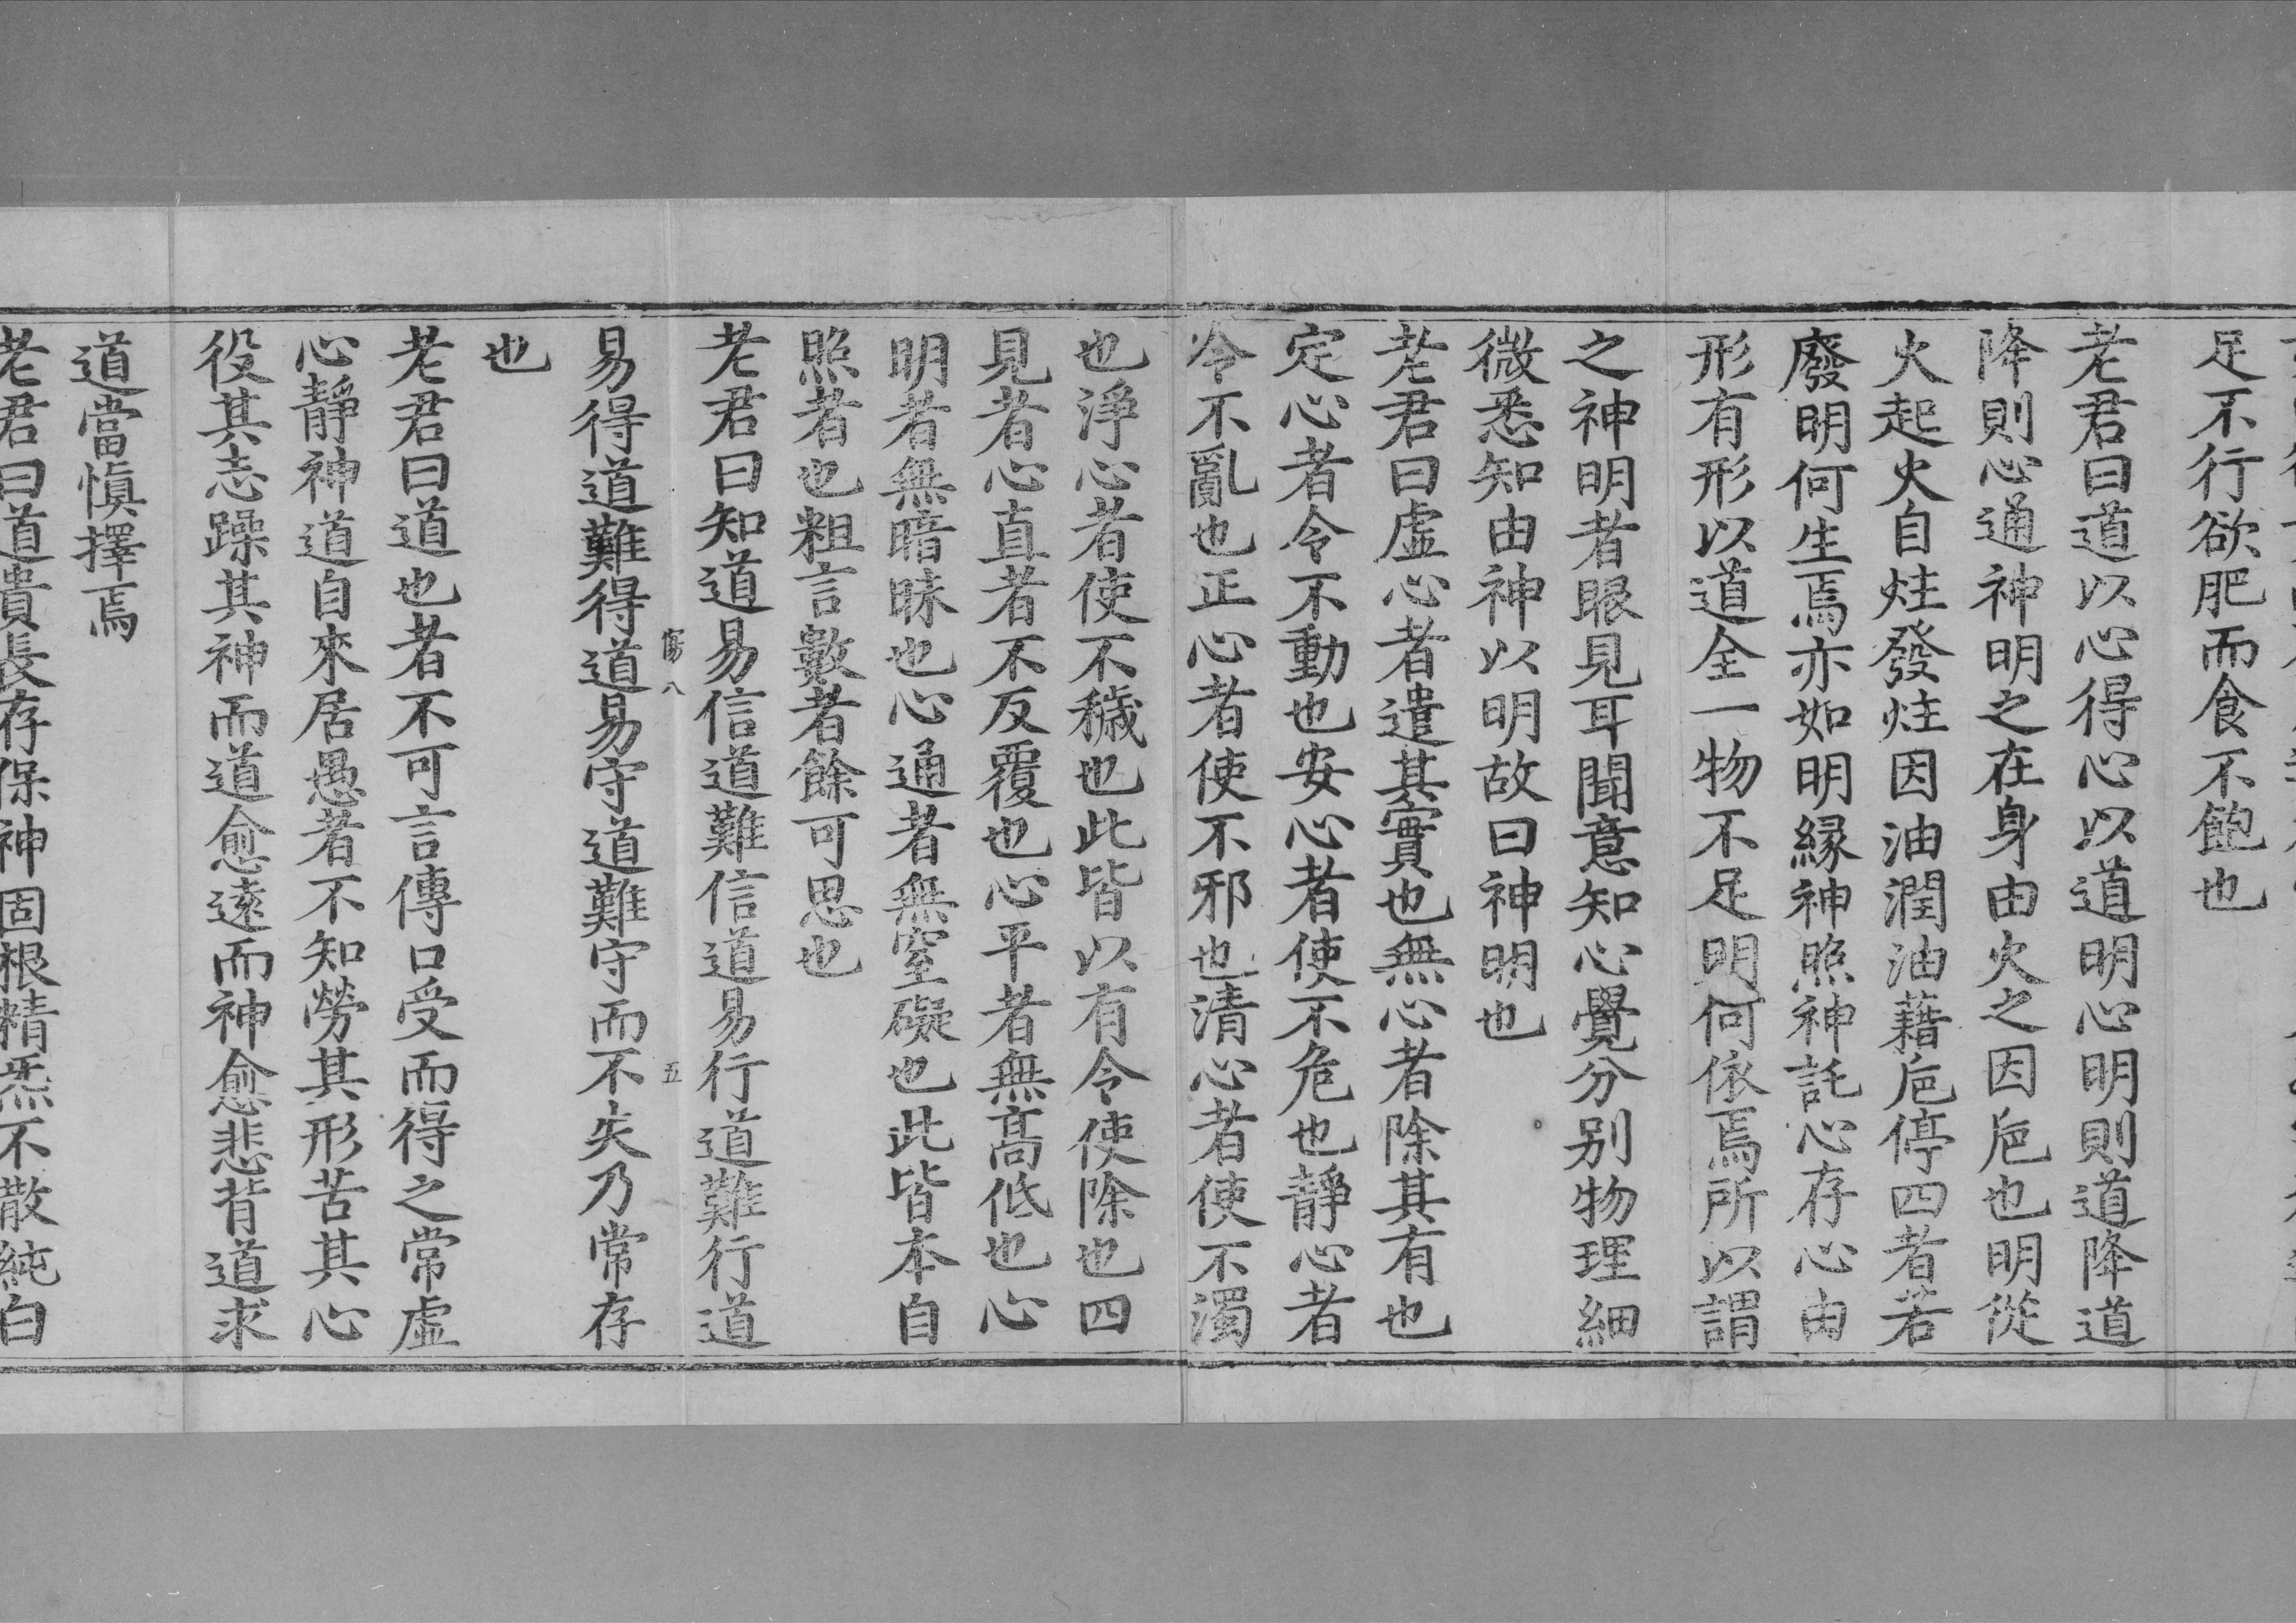 足不行欲肥而食不飽也
老君曰道以心得心以道明心明則道降道
降則心通神明之在身由火之因巵也明從
火起火自炷發炷因油潤油藉巵停四者若
廢明何生焉亦如明緣神照神託心存心由
形有形以道全一物不足明何依焉所以謂
之神明者眼見耳聞意知心覺分別物理細
微悉知由神以明故曰神明也
老君曰虛心者遣其實也無心者除其有也
定心者令不動也安心者使不危也靜心者
令不亂也正心者使不邪也清心者使不濁
也淨心者使不穢也此皆以有令使除也四
見者心直者不反覆也心平者無高低也心
明者無暗昧也心通者無窒礙也此皆本自
照者也粗言數者餘可思也
老君曰知道易信道難信道易行道難行道
易得道難得道易守道難守而不失乃常存
八 五
也
老君曰道也者不可言傳口受而得之常虛
心靜神道自來居愚者不知勞其形苦其心
役其志躁其神而道愈遠而神愈悲背道求
道當愼擇焉
老君曰道貴長存保神固根精炁不散純白